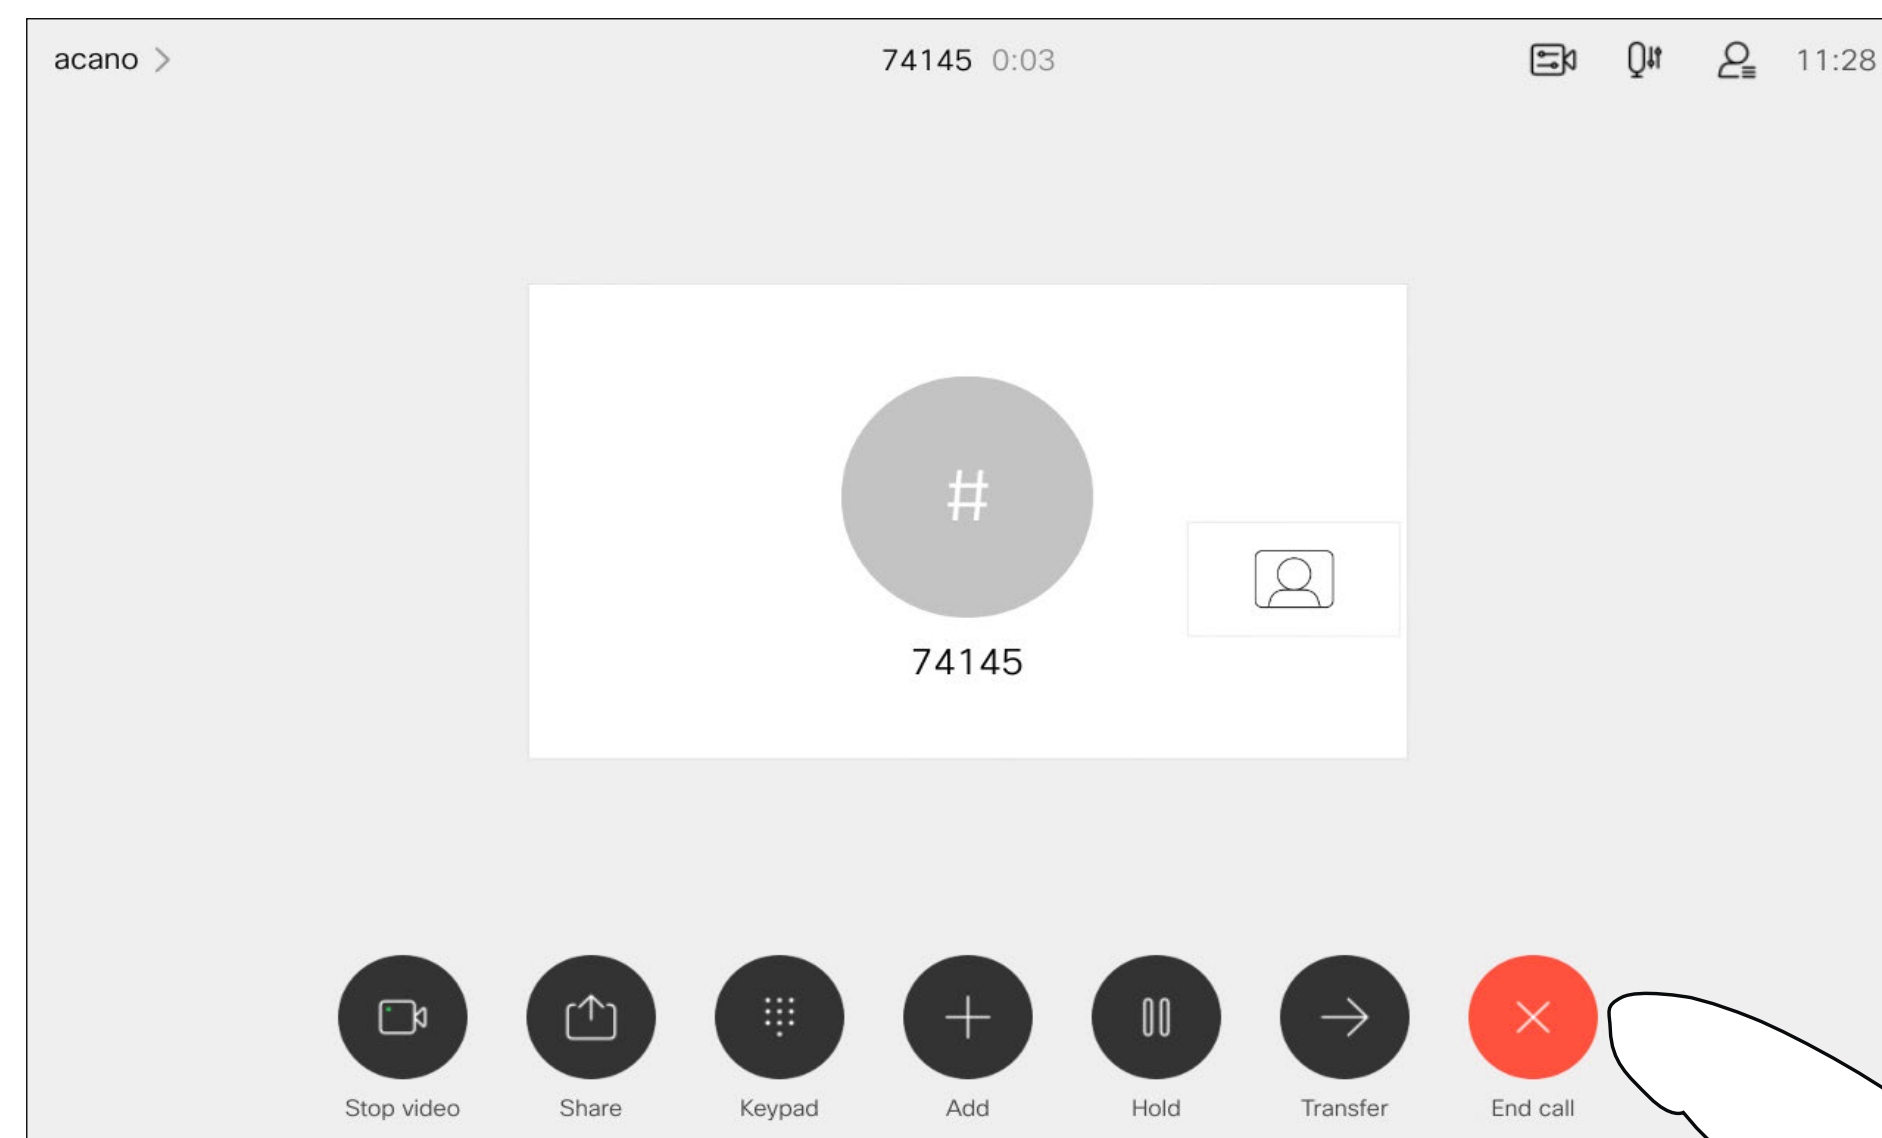 acano 74145 0:03 11:28
#
74145
Stop video Share Keypad Add Hold Transfer End call